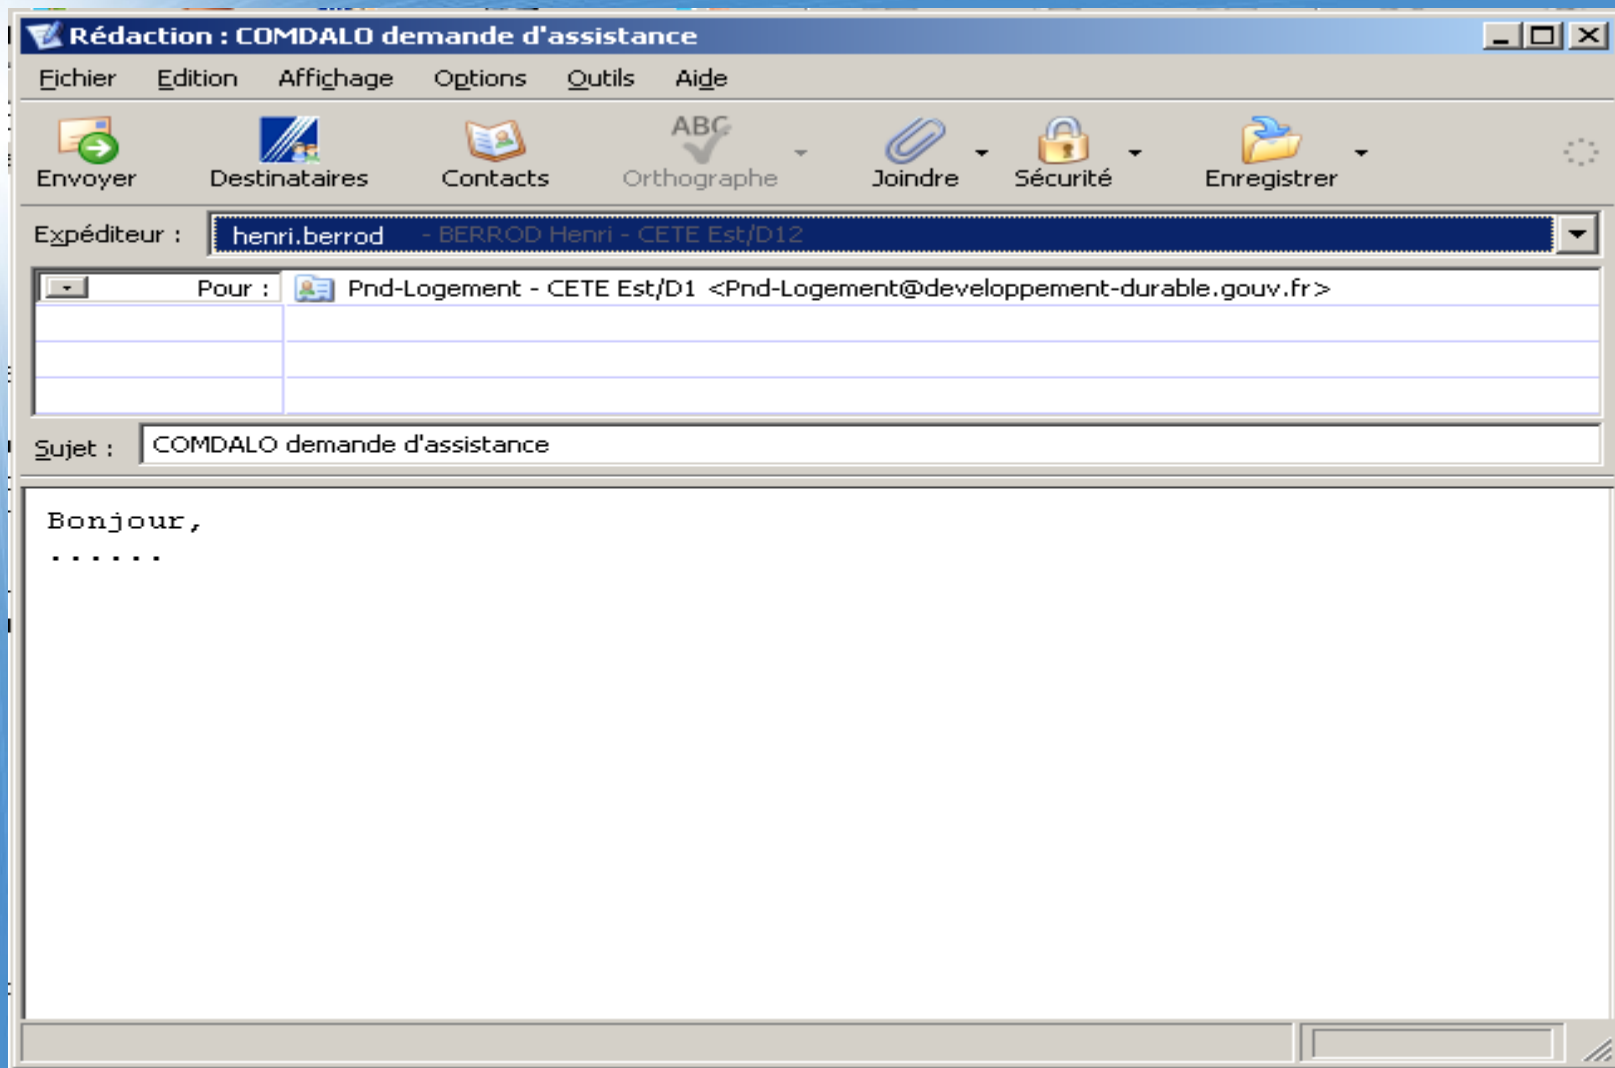 Rédaction : COMDALO demande d'assistance
Fichier Edition Affichage Options Outils Aide
ABC
Envoyer Destinataires Contacts Orthographe Joindre Sécurité Enregistrer
Expéditeur : henri.berrod - BERROD Henri - CETE Est/D12
Pour : Pnd-Logement - CETE Est/D1 <Pnd-Logement@developpement-durable.gouv.fr>
Sujet : COMDALO demande d'assistance
Bonjour,
......